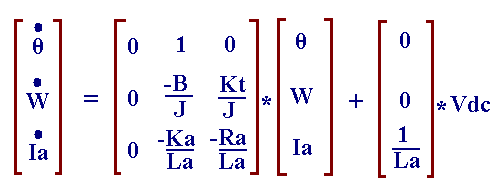 θ̇ 0 1 0 θ 0
Ẇ = 0 -B/J Kt/J * W + 0 * Vdc
İa 0 -Ka/La -Ra/La Ia 1/La